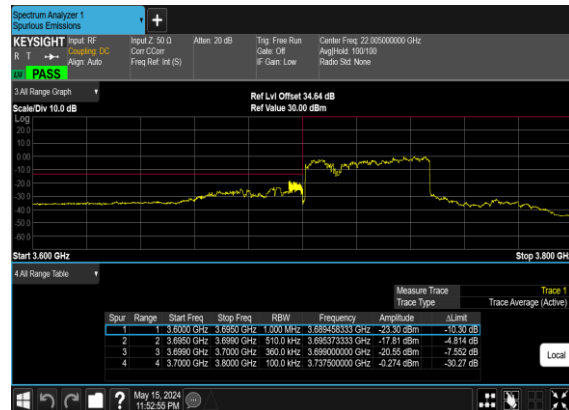 Spectrum Analyzer 1
Spurious Emissions
KEYSIGHT Input: RF Input Z: 50 Ω Atten: 20 dB Trig: Free Run Center Freq: 22.005000000 GHz
R T Coupling: DC Corr CCorr Gate: Off Avg|Hold: 100/100
Align: Auto Freq Ref: Int (S) IF Gain: Low Radio Std: None
PASS
3 All Range Graph
Ref Lvl Offset 34.64 dB
Scale/Div 10.0 dB Ref Value 30.00 dBm
Log
20.0
10.0
0.00
-10.0
-20.0
-30.0
-40.0
-50.0
-60.0
Start 3.600 GHz Stop 3.800 GHz
4 All Range Table
Measure Trace Trace 1
Trace Type Trace Average (Active)
Spur Range Start Freq Stop Freq RBW Frequency Amplitude ΔLimit
1 1 3.6000 GHz 3.6950 GHz 1.000 MHz 3.689458333 GHz -23.30 dBm -10.30 dB
2 2 3.6950 GHz 3.6990 GHz 510.0 kHz 3.695373333 GHz -17.81 dBm -4.814 dB
3 3 3.6990 GHz 3.7000 GHz 360.0 kHz 3.699000000 GHz -20.55 dBm -7.552 dB
4 4 3.7000 GHz 3.8000 GHz 100.0 kHz 3.737500000 GHz -0.274 dBm -30.27 dB
Local
? May 15, 2024
11:52:55 PM